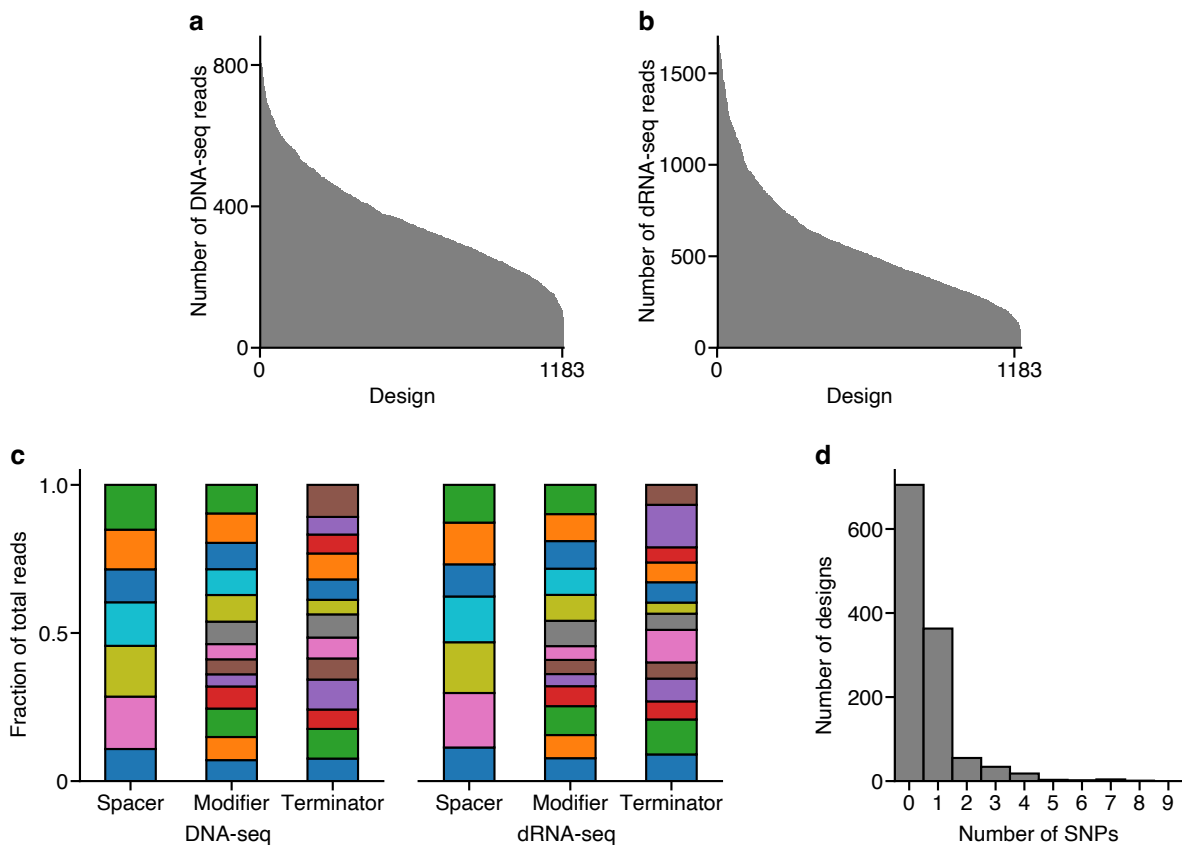 a
Number of DNA-seq reads
800
400
0
0
1183
Design
b
Number of dRNA-seq reads
1500
1000
500
0
0
1183
Design
c
Fraction of total reads
1.0
0.5
0
Spacer Modifier Terminator
DNA-seq
Spacer Modifier Terminator
dRNA-seq
d
Number of designs
600
400
200
0
0 1 2 3 4 5 6 7 8 9
Number of SNPs